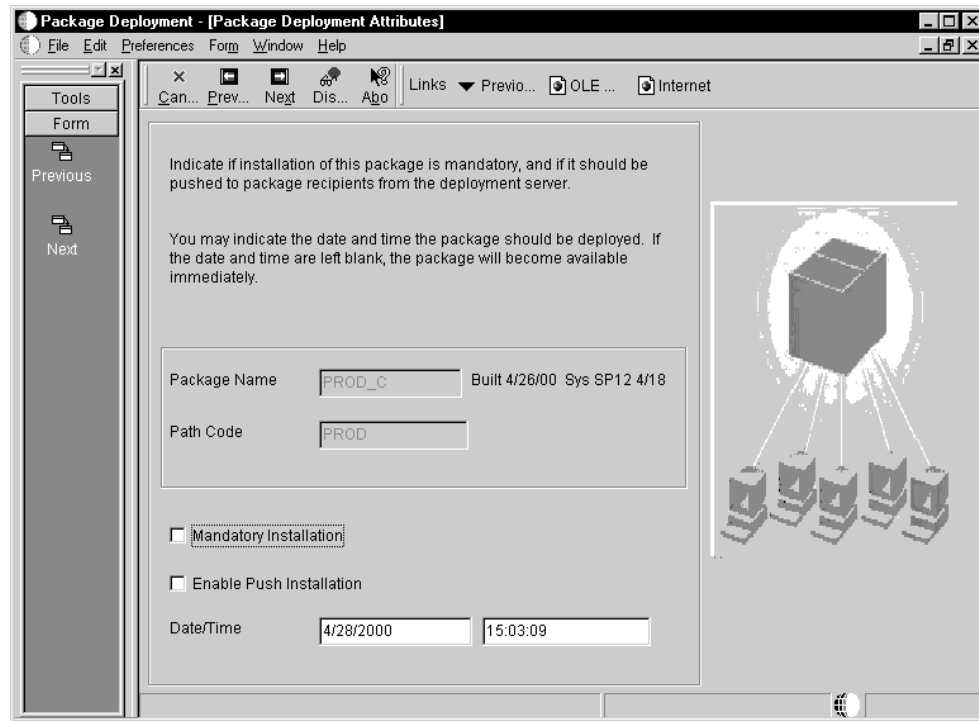 Package Deployment - [Package Deployment Attributes]
File Edit Preferences Form Window Help
Can... Prev... Next Dis... Abo Links Previo... OLE ... Internet
Tools
Form
Previous
Next
Indicate if installation of this package is mandatory, and if it should be
pushed to package recipients from the deployment server.
You may indicate the date and time the package should be deployed. If
the date and time are left blank, the package will become available
immediately.
Package Name PROD_C Built 4/26/00 Sys SP12 4/18
Path Code PROD
Mandatory Installation
Enable Push Installation
Date/Time 4/28/2000 15:03:09